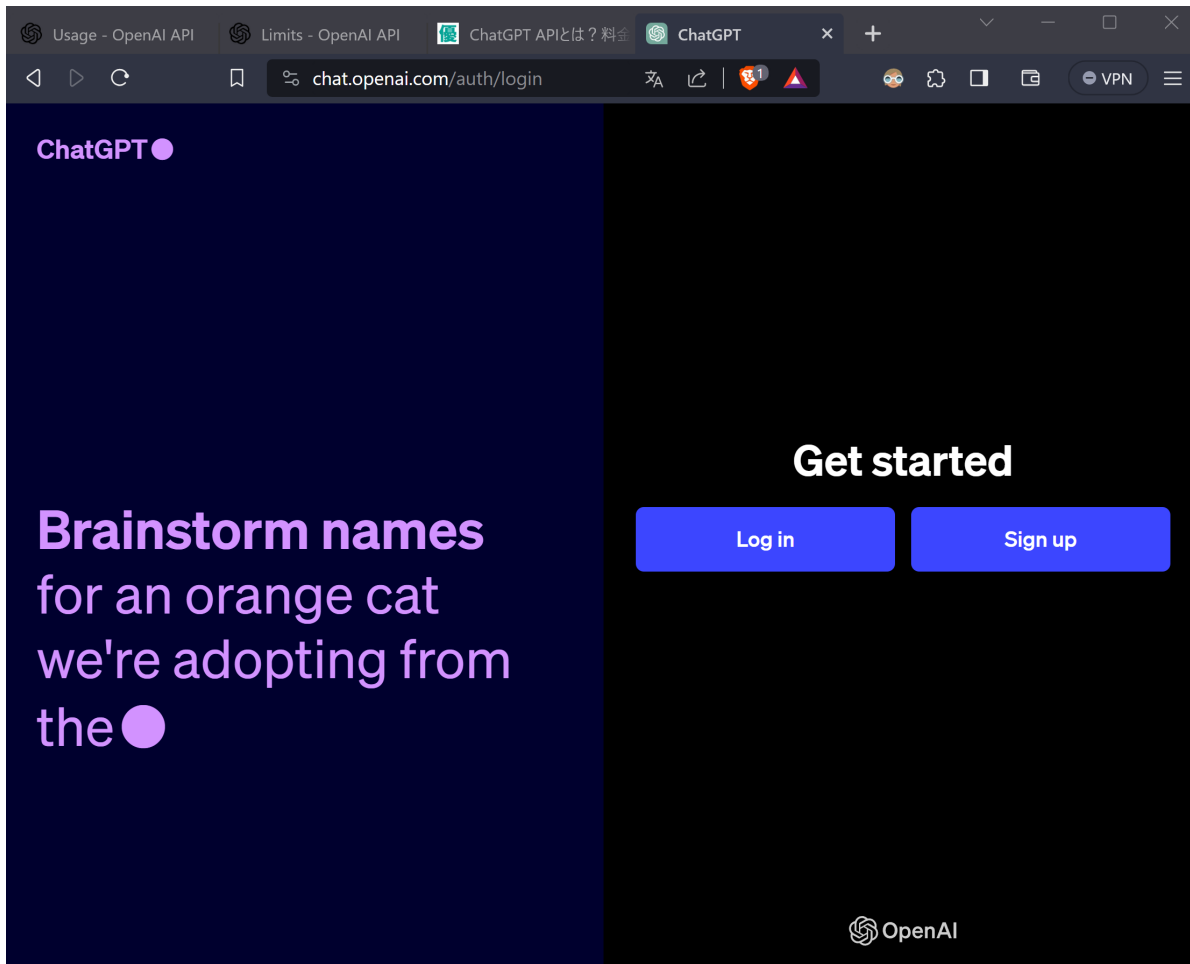 Usage - OpenAI API
Limits - OpenAI API
優
ChatGPT APIとは？料金
ChatGPT
chat.openai.com/auth/login
1
VPN
ChatGPT
Brainstorm names
for an orange cat
we're adopting from
the
Get started
Log in
Sign up
OpenAI